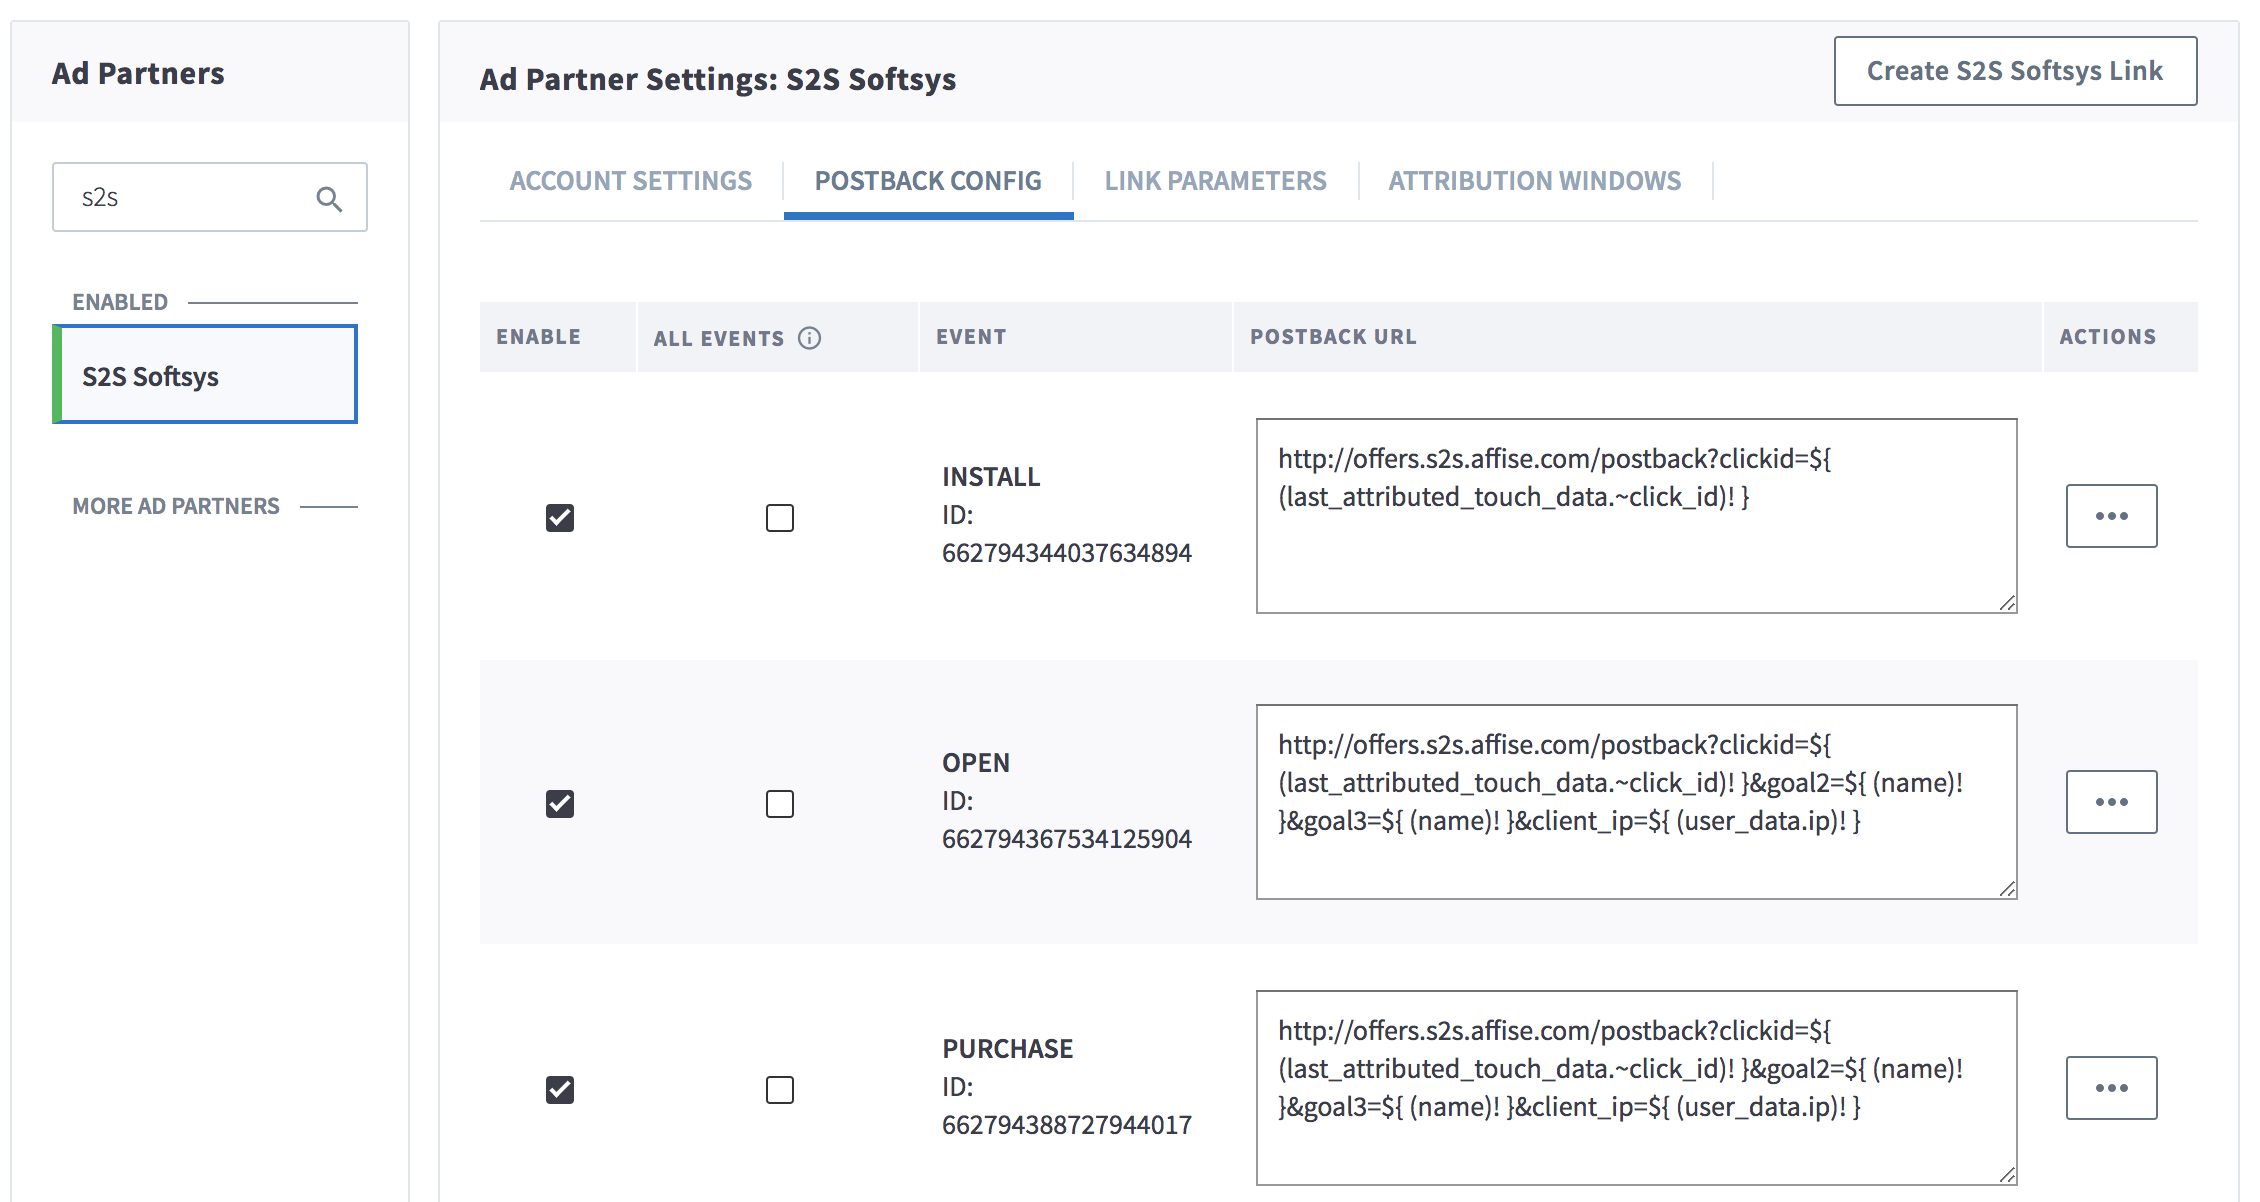 Ad Partners
s2s
ENABLED
S2S Softsys
MORE AD PARTNERS
Ad Partner Settings: S2S Softsys
Create S2S Softsys Link
ACCOUNT SETTINGS
POSTBACK CONFIG
LINK PARAMETERS
ATTRIBUTION WINDOWS
ENABLE
ALL EVENTS
EVENT
POSTBACK URL
ACTIONS
INSTALL
ID:
662794344037634894
http://offers.s2s.affise.com/postback?clickid=${
(last_attributed_touch_data.~click_id)! }
OPEN
ID:
662794367534125904
http://offers.s2s.affise.com/postback?clickid=${
(last_attributed_touch_data.~click_id)! }&goal2=${ (name)!
}&goal3=${ (name)! }&client_ip=${ (user_data.ip)! }
PURCHASE
ID:
662794388727944017
http://offers.s2s.affise.com/postback?clickid=${
(last_attributed_touch_data.~click_id)! }&goal2=${ (name)!
}&goal3=${ (name)! }&client_ip=${ (user_data.ip)! }